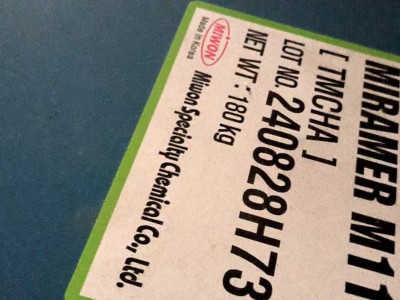 MIRAMER M11
[ TMCHA ]
LOT NO. 240828H73
NET WT : 180 kg
MIWON
Made in Korea
Miwon Specialty Chemical Co., Ltd.